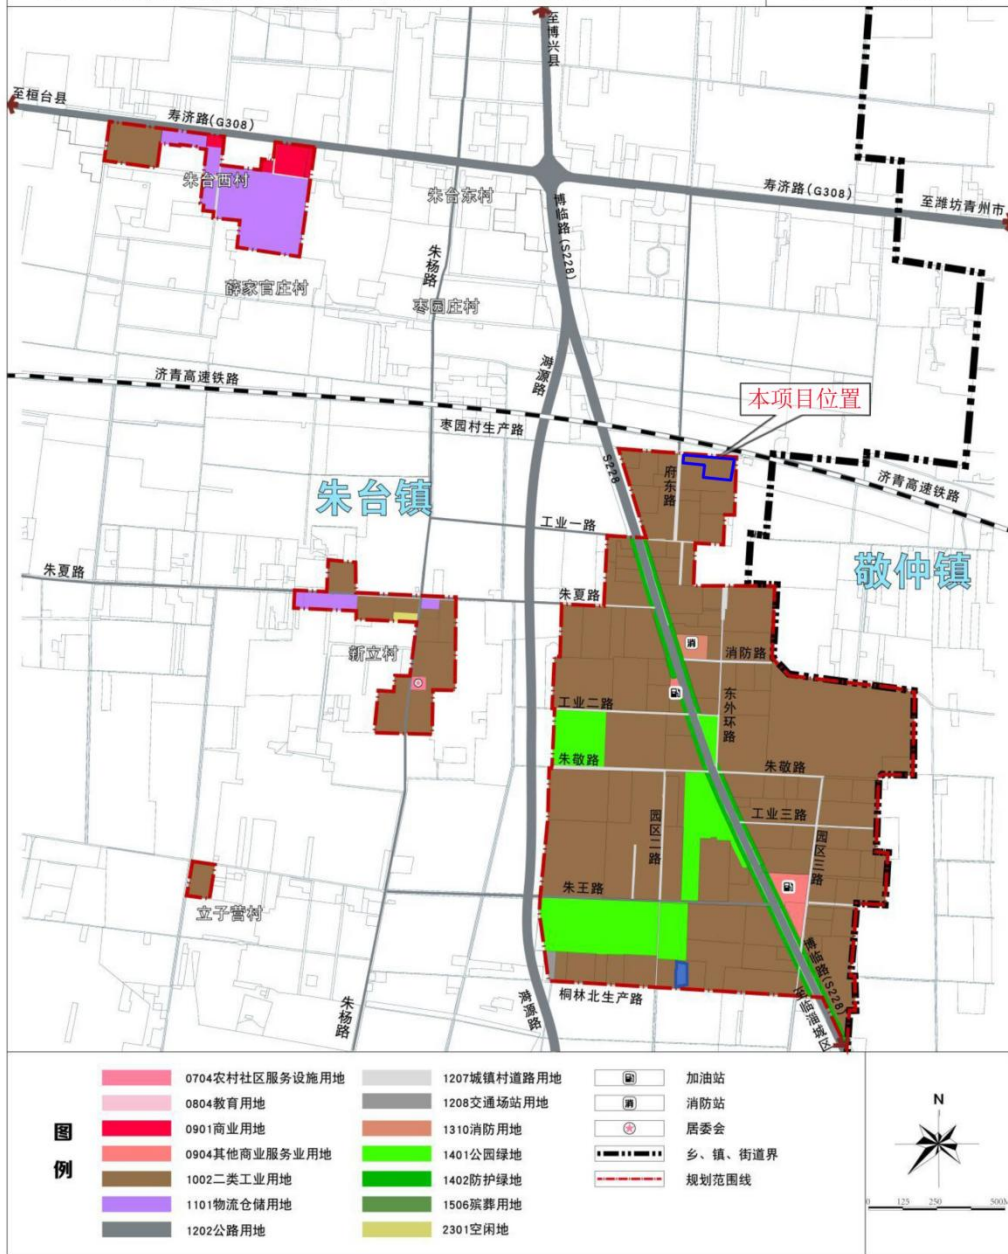 至博兴县
至桓台县
寿济路(G308)
朱台西村
朱台东村
寿济路(G308)
至潍坊青州市
博临路(S228)
朱杨路
薛家官庄村
枣园庄村
济青高速铁路
淄源路
本项目位置
枣园村生产路
S228
府东路
济青高速铁路
朱台镇
工业一路
敬仲镇
朱夏路
朱夏路
消
消防路
新立村
东外环路
工业二路
朱敬路
朱敬路
园区二路
工业三路
园区三路
朱王路
立子营村
博临路(S228)
至临淄城区
桐林北生产路
朱杨路
图例
0704农村社区服务设施用地
0804教育用地
0901商业用地
0904其他商业服务业用地
1002二类工业用地
1101物流仓储用地
1202公路用地
1207城镇村道路用地
1208交通场站用地
1310消防用地
1401公园绿地
1402防护绿地
1506殡葬用地
2301空闲地
加油站
消
消防站
居委会
乡、镇、街道界
规划范围线
N
0 125 250 500M